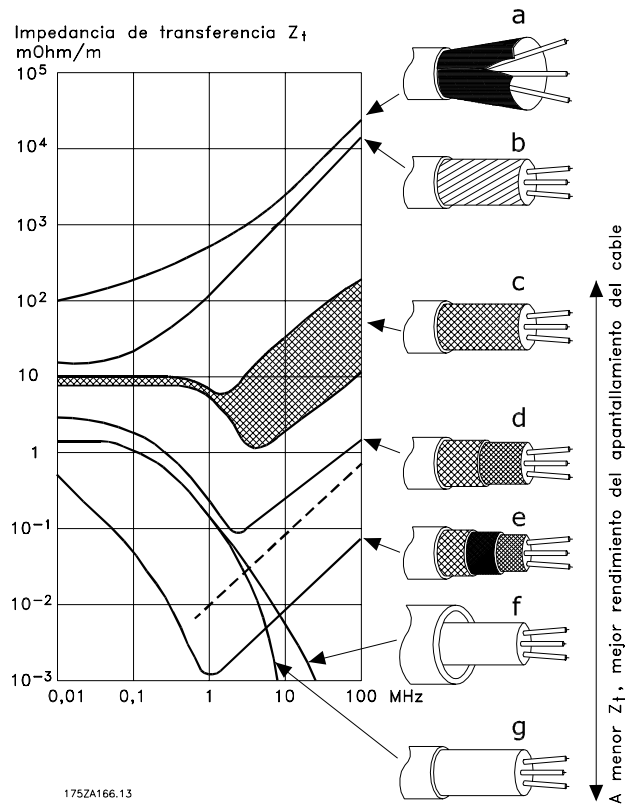 Impedancia de transferencia Zt
mOhm/m
10⁵
10⁴
10³
10²
10
1
10⁻¹
10⁻²
10⁻³
0,01 0,1 1 10 100 MHz
a
b
c
d
e
f
g
A menor Zt, mejor rendimiento del apantallamiento del cable
175ZA166.13